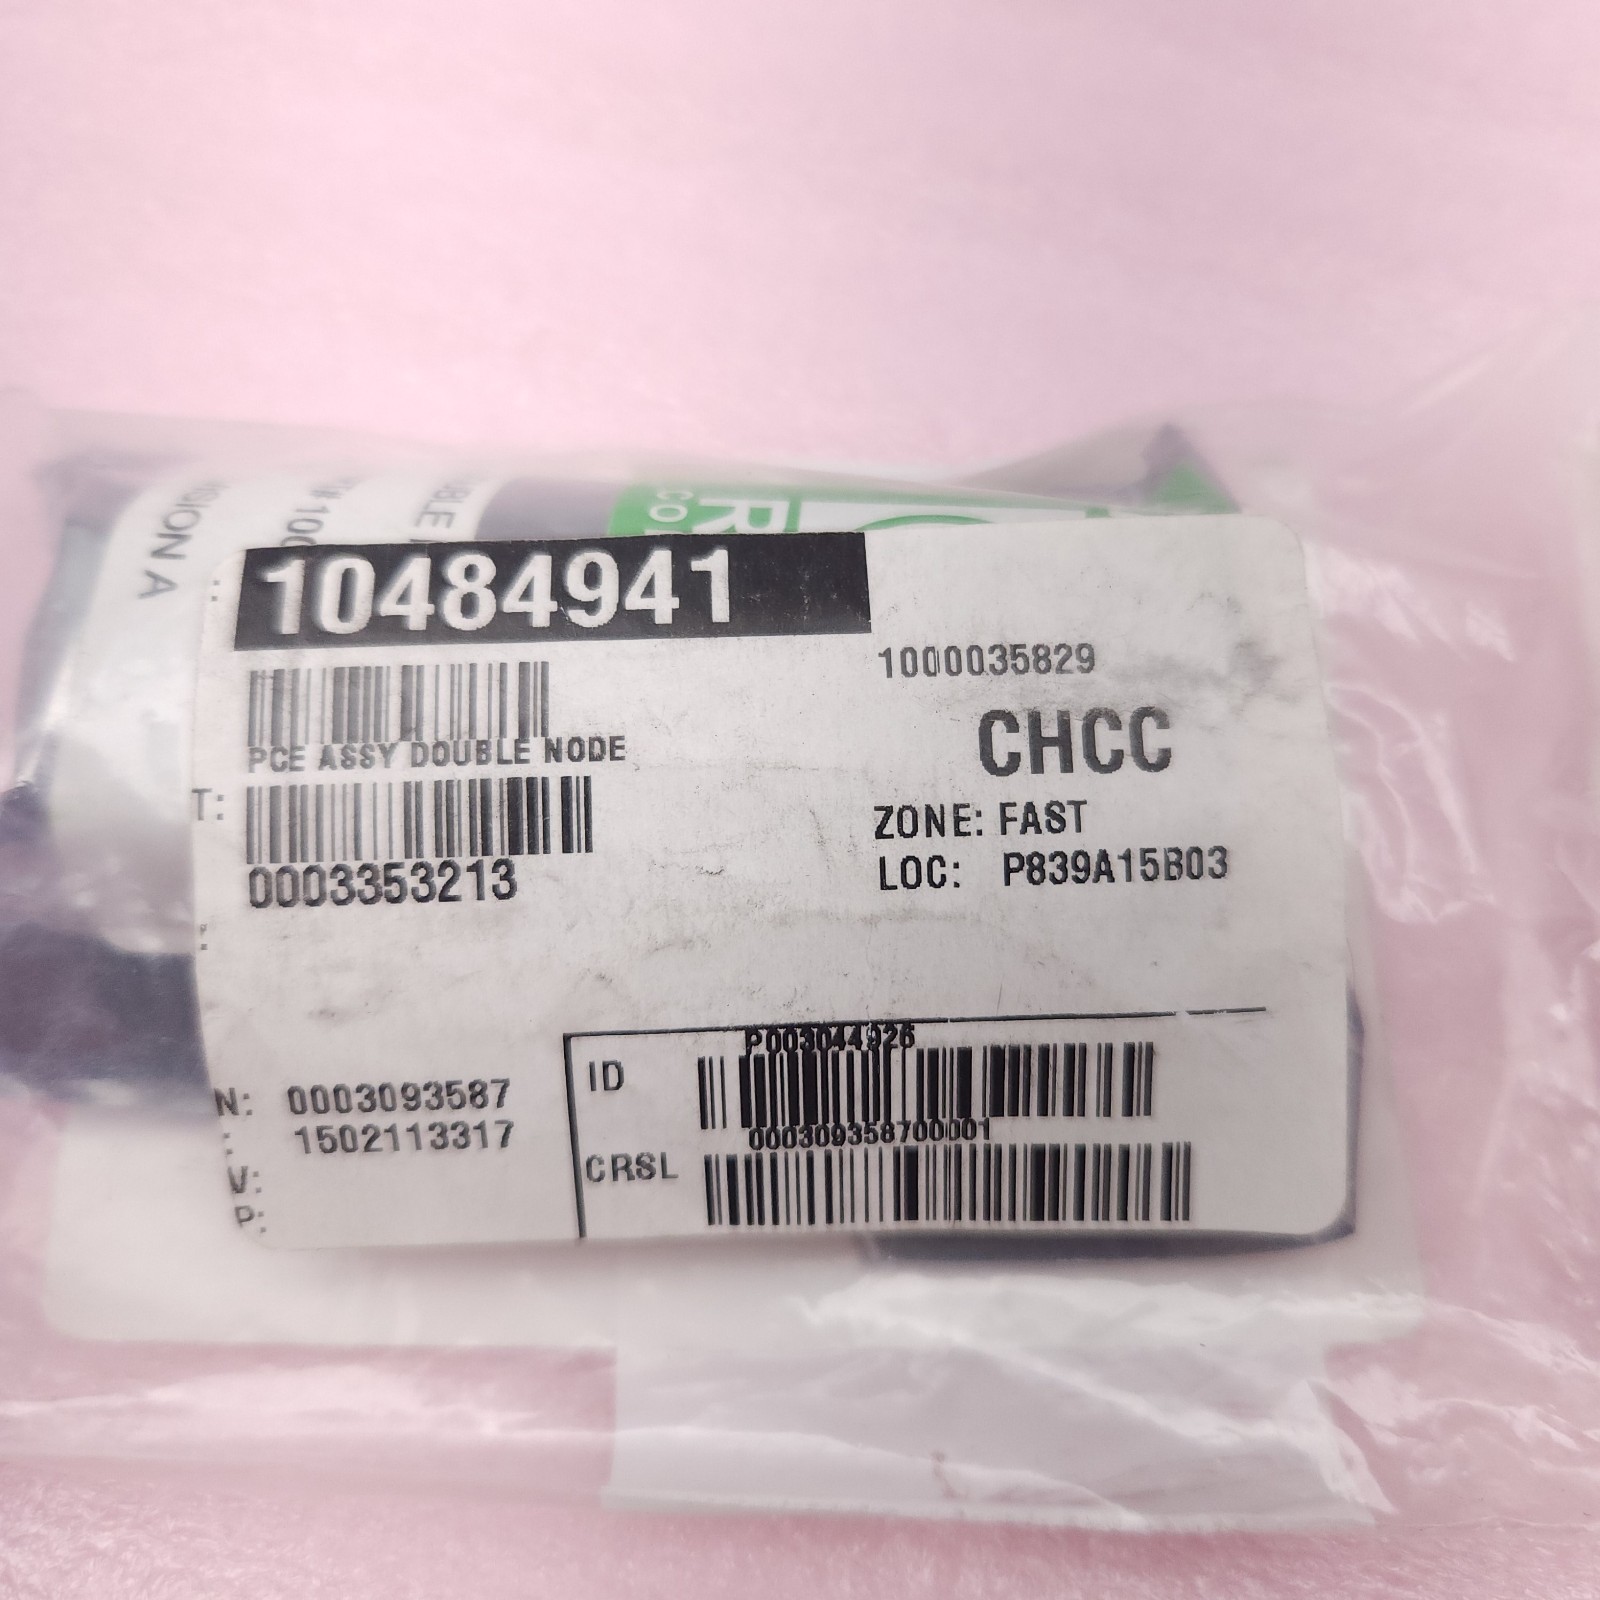 10484941
1000035829
PCE ASSY DOUBLE NODE
CHCC
T:
0003353213
ZONE: FAST
LOC: P839A15B03
N: 0003093587
: 1502113317
V:
P:
ID
P003044926
000309358700001
CRSL